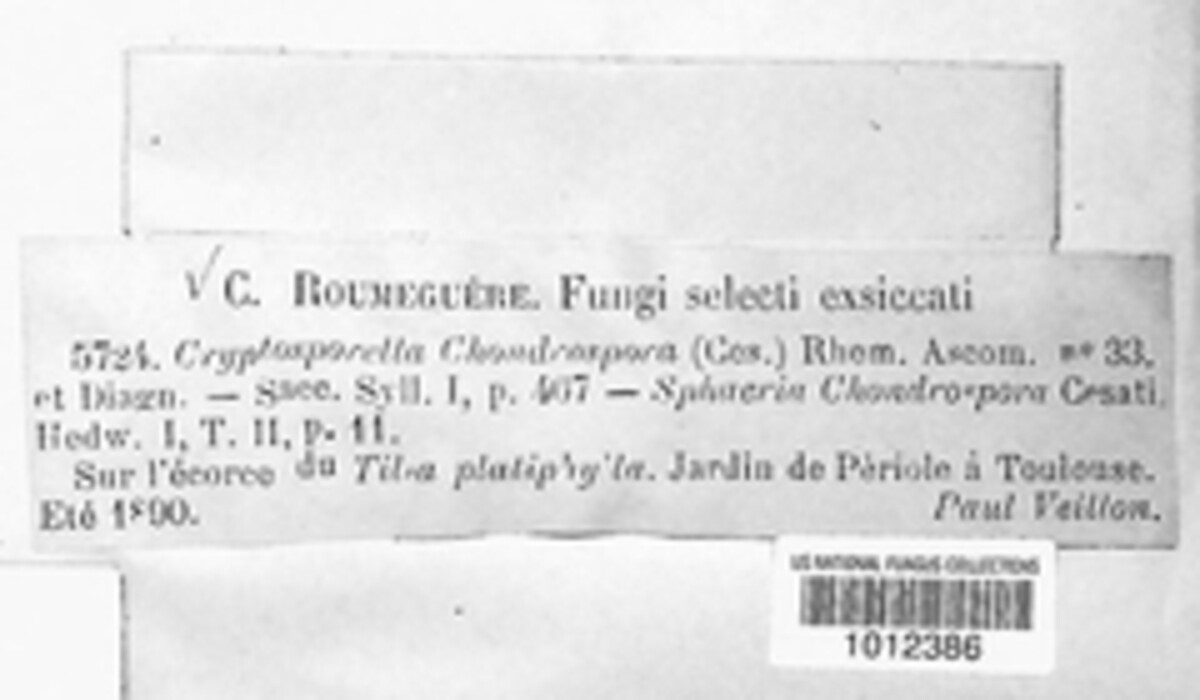 C. ROUMEGUÈRE. Fungi selecti exsiccati
5724. Cryptosporella Chondrospora (Ces.) Rhem. Ascom. n° 33.
et Diagn. — Sacc. Syll. I, p. 467 — Sphaeria Chondrospora Cesati.
Hedw. I, T. II, p. 11.
Sur l'écorce du Tilia platiphylla. Jardin de Pèriole à Toulouse.
Eté 1890.
Paul Veillon.
US NATIONAL FUNGUS COLLECTIONS
1012386